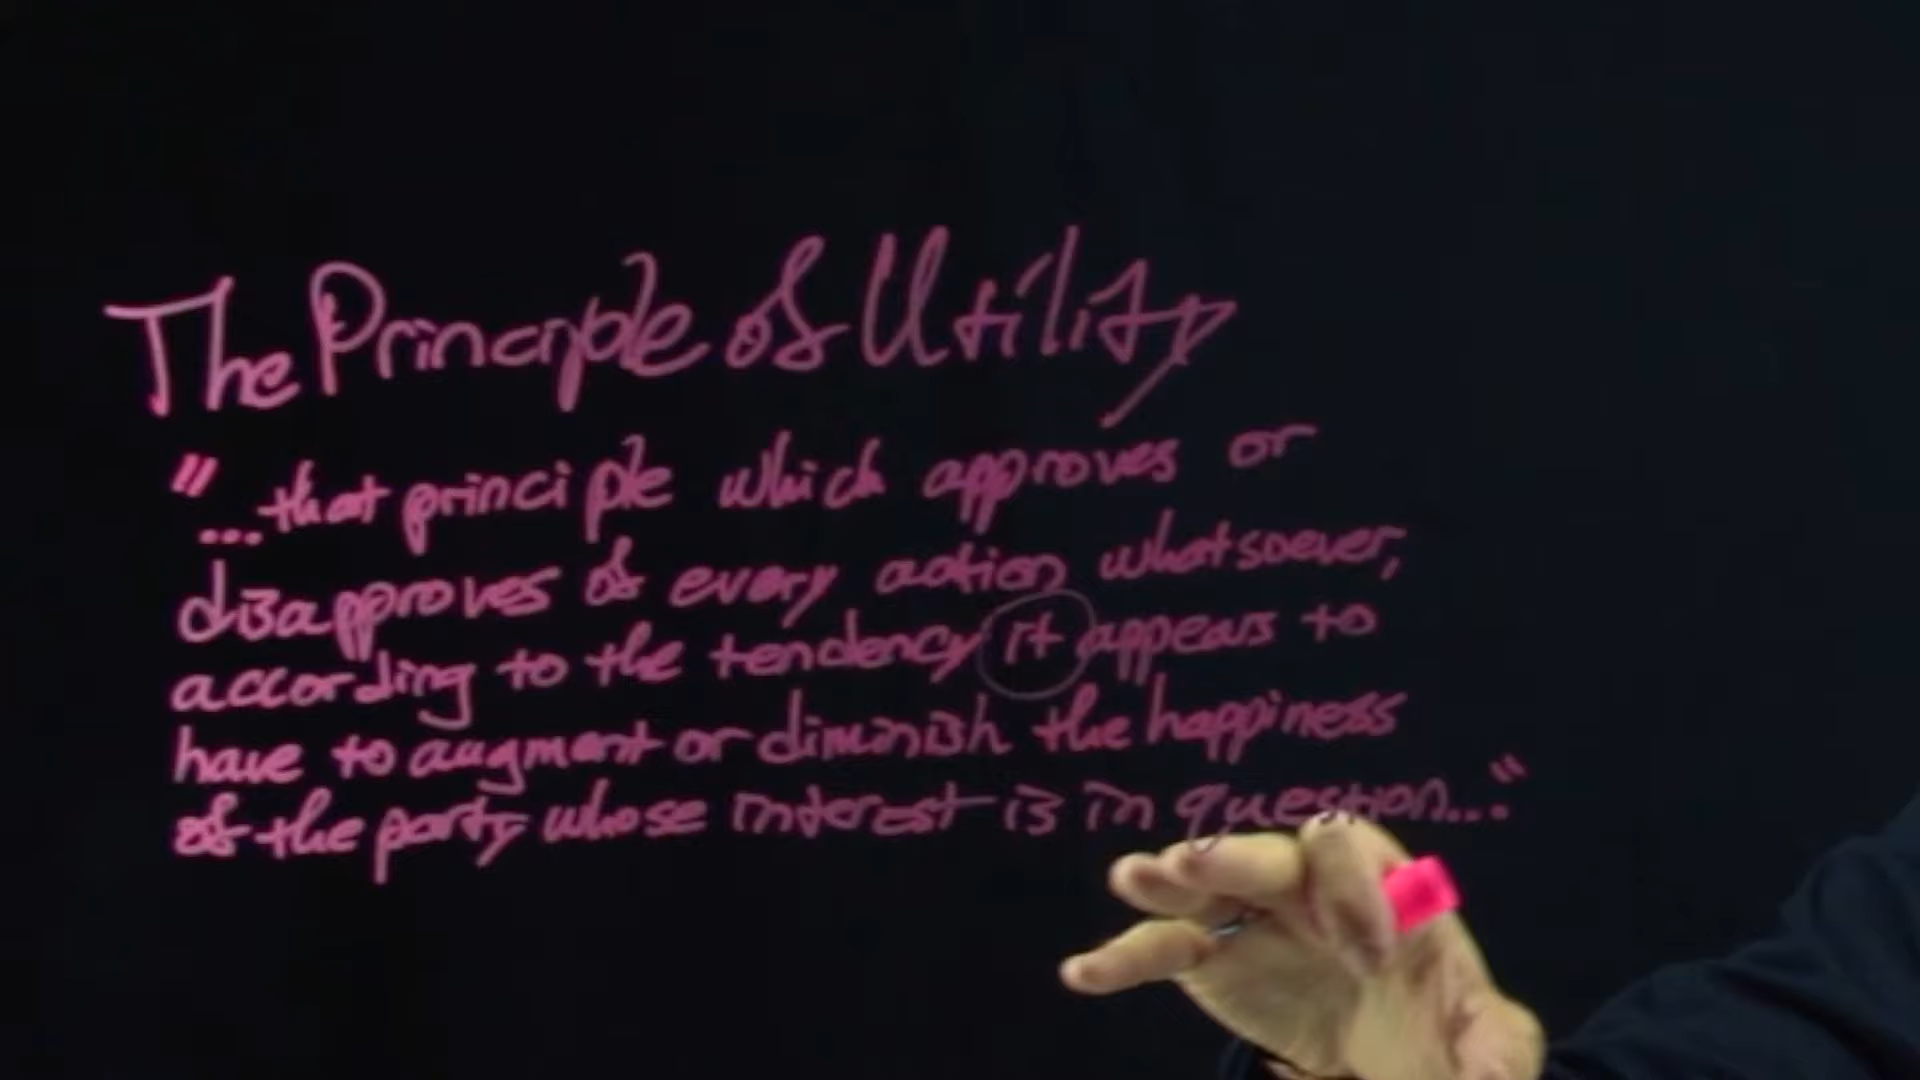 The Principle of Utility
"...that principle which approves or
disapproves of every action whatsoever,
according to the tendency it appears to
have to augment or diminish the happiness
of the party whose interest is in question..."